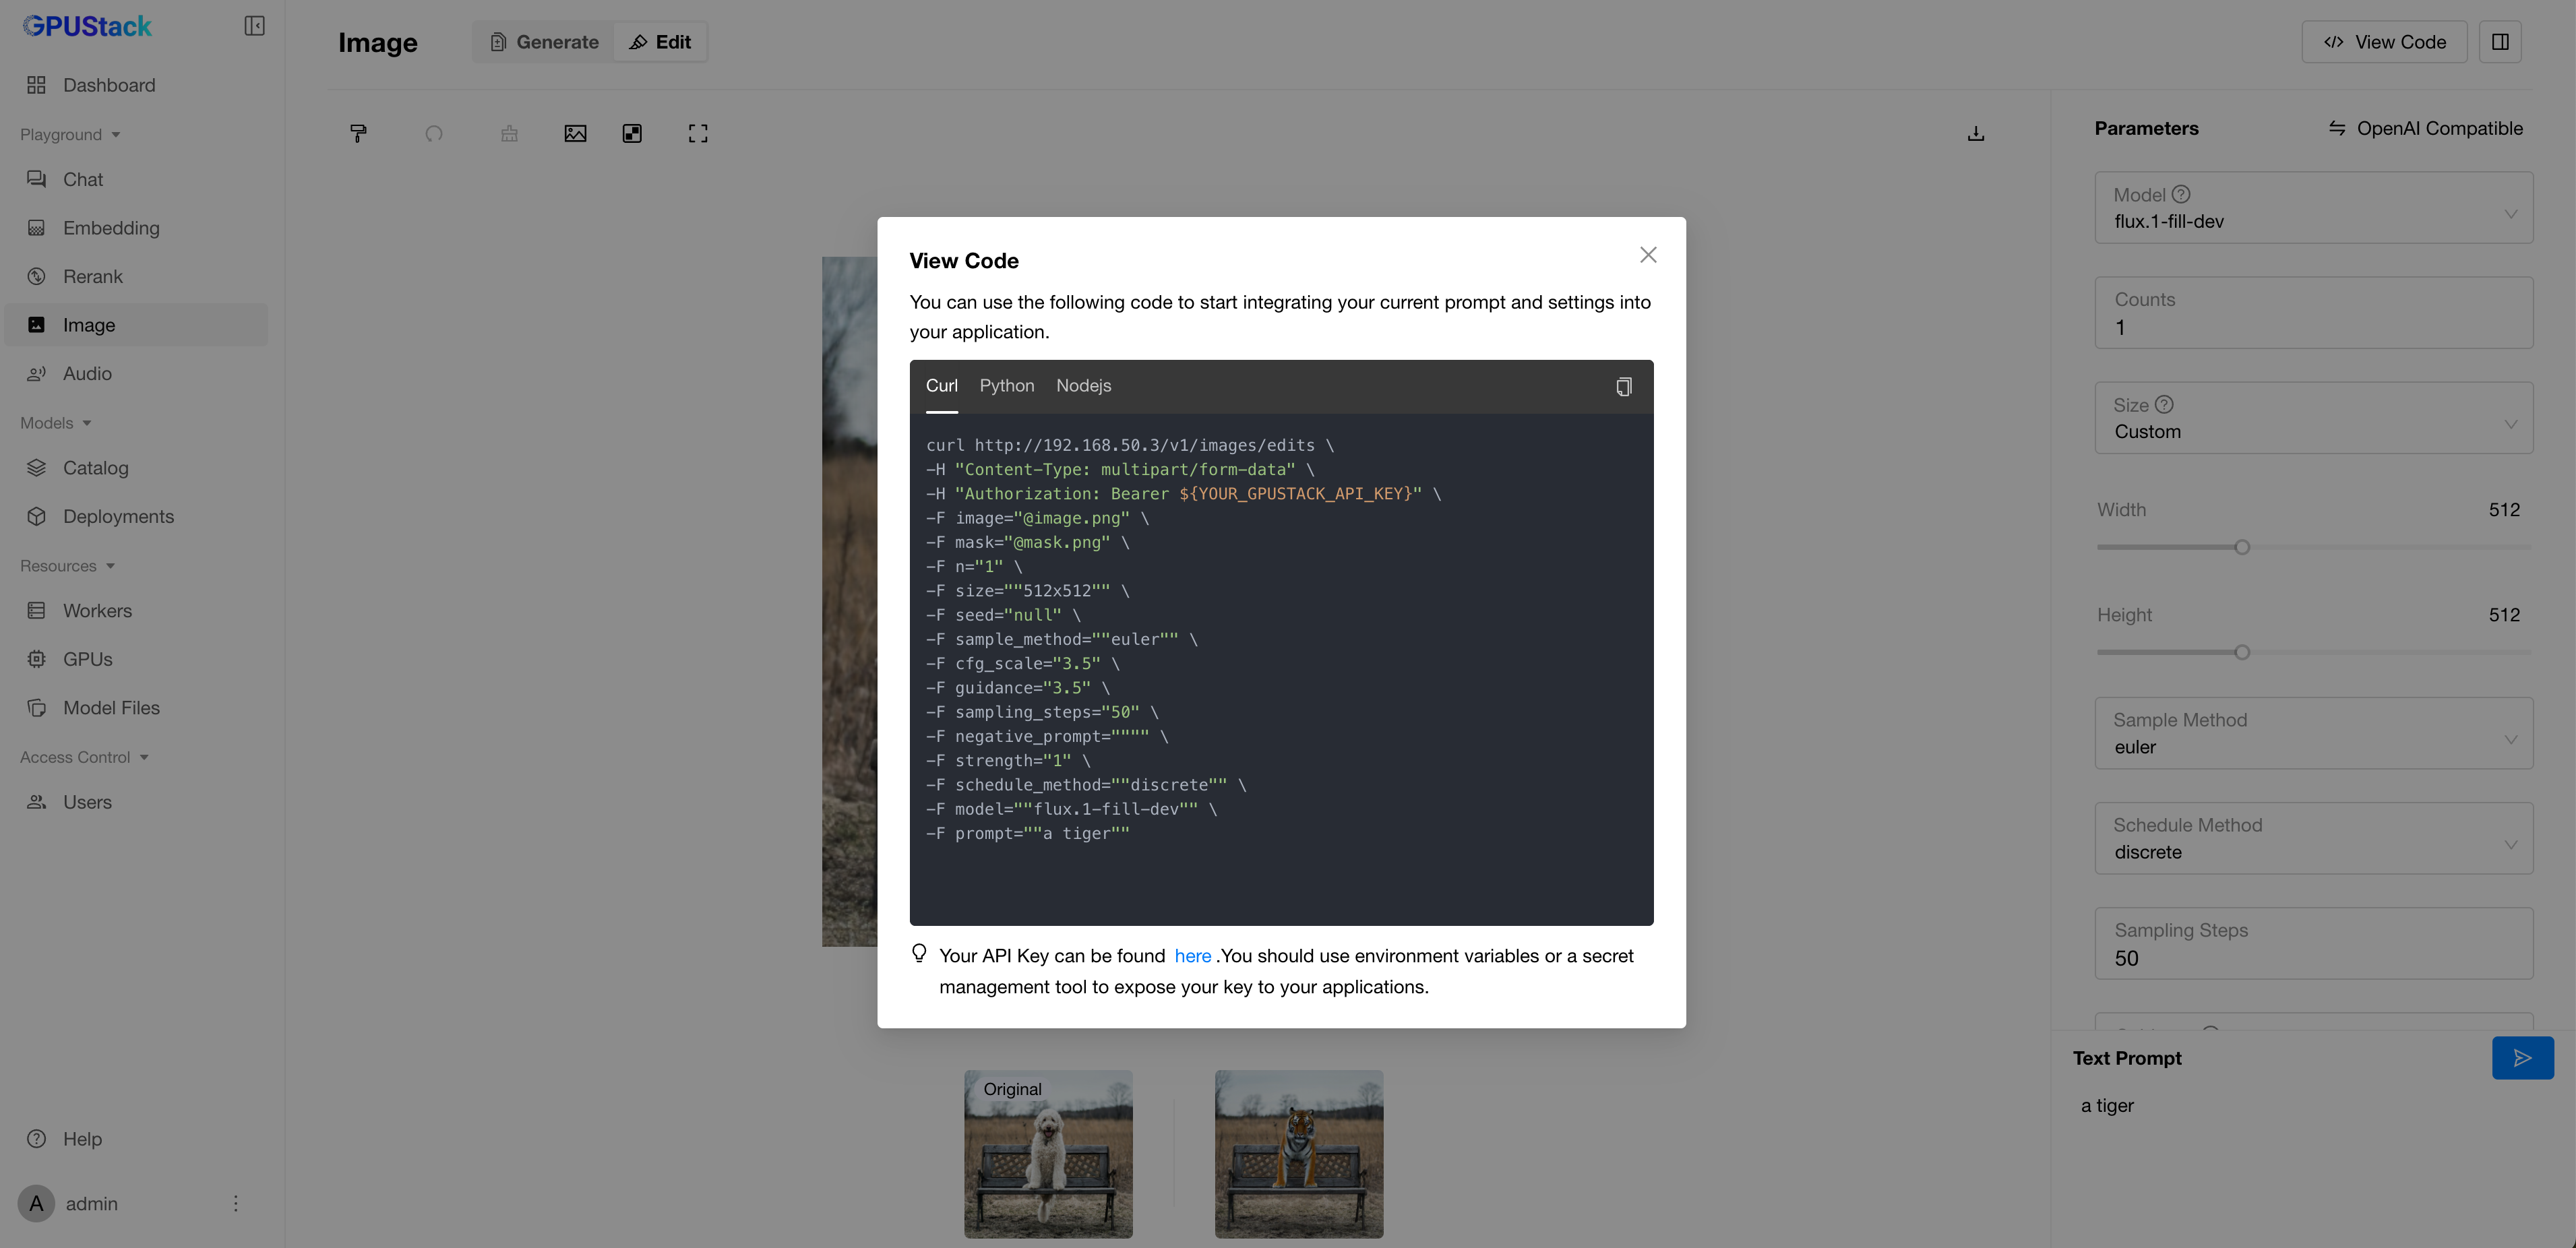 GPUStack
Dashboard
Playground
Chat
Embedding
Rerank
Image
Audio
Models
Catalog
Deployments
Resources
Workers
GPUs
Model Files
Access Control
Users
Help
A admin
Image
Generate
Edit
View Code
View Code
You can use the following code to start integrating your current prompt and settings into
your application.
Curl Python Nodejs
curl http://192.168.50.3/v1/images/edits \
-H "Content-Type: multipart/form-data" \
-H "Authorization: Bearer ${YOUR_GPUSTACK_API_KEY}" \
-F image="@image.png" \
-F mask="@mask.png" \
-F n="1" \
-F size=""512x512"" \
-F seed="null" \
-F sample_method=""euler"" \
-F cfg_scale="3.5" \
-F guidance="3.5" \
-F sampling_steps="50" \
-F negative_prompt="""" \
-F strength="1" \
-F schedule_method=""discrete"" \
-F model=""flux.1-fill-dev"" \
-F prompt=""a tiger""
Your API Key can be found here .You should use environment variables or a secret
management tool to expose your key to your applications.
Original
Parameters
OpenAI Compatible
Model
flux.1-fill-dev
Counts
1
Size
Custom
Width 512
Height 512
Sample Method
euler
Schedule Method
discrete
Sampling Steps
50
Text Prompt
a tiger